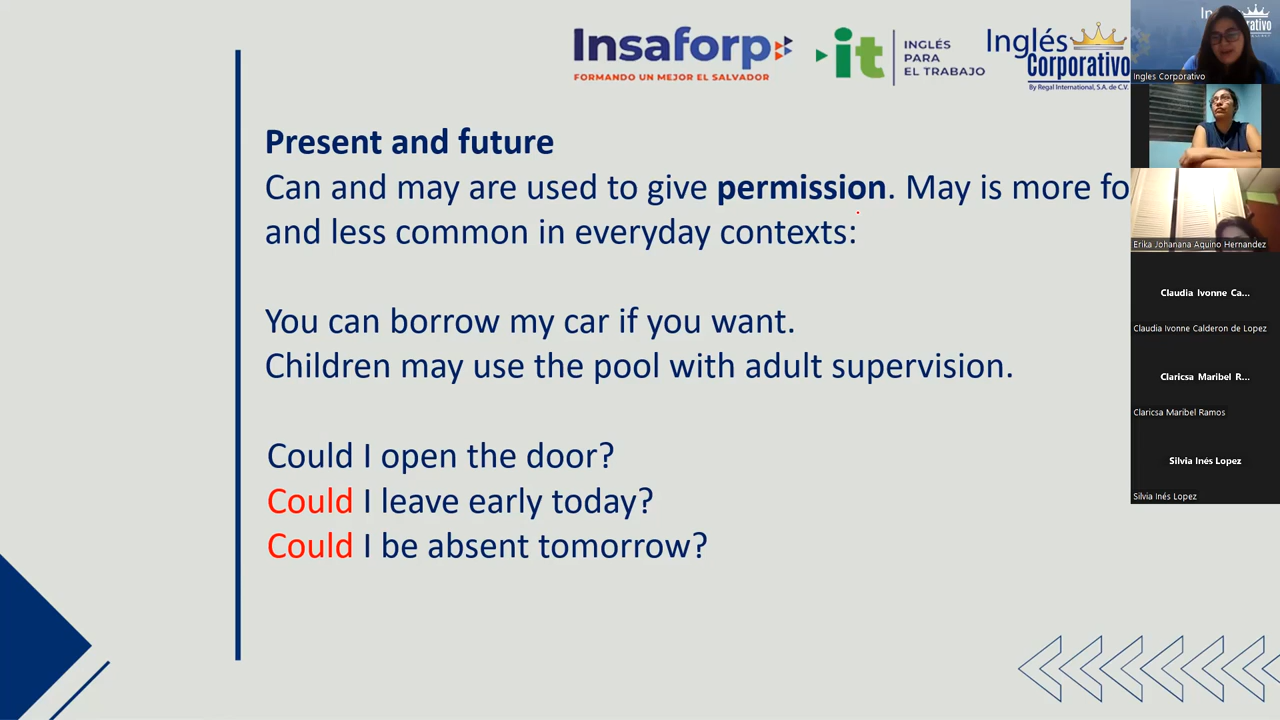 Insaforp
FORMANDO UN MEJOR EL SALVADOR
it
INGLÉS
PARA
EL TRABAJO
Inglés
Corporativo
By Regal International, S.A. de C.V.
Present and future
Can and may are used to give permission. May is more fo
and less common in everyday contexts:
You can borrow my car if you want.
Children may use the pool with adult supervision.
Could I open the door?
Could I leave early today?
Could I be absent tomorrow?
Ingles Corporativo
Erika Johanana Aquino Hernandez
Claudia Ivonne Ca...
Claudia Ivonne Calderon de Lopez
Claricsa Maribel R...
Claricsa Maribel Ramos
Silvia Inés Lopez
Silvia Inés Lopez